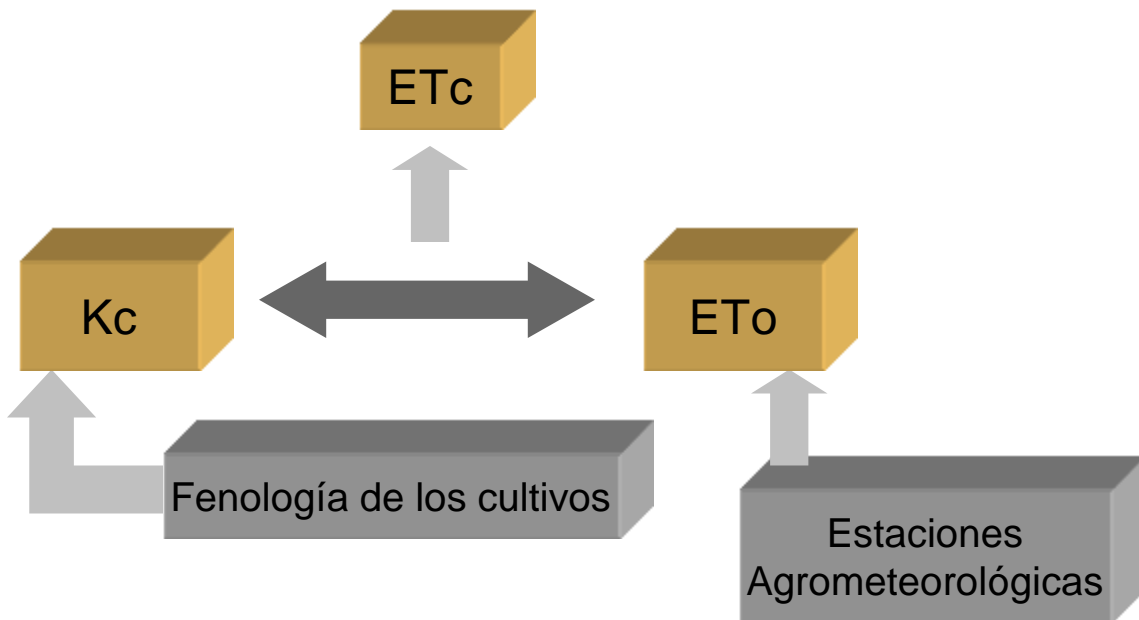 ETc
Kc
ETo
Fenología de los cultivos
Estaciones
Agrometeorológicas